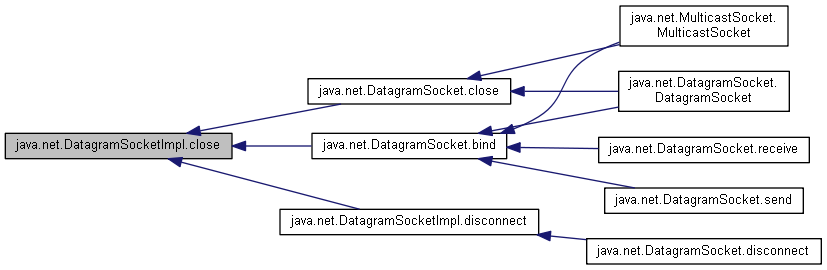 java.net.MulticastSocket.
MulticastSocket
java.net.DatagramSocket.close
java.net.DatagramSocket.
DatagramSocket
java.net.DatagramSocketImpl.close
java.net.DatagramSocket.bind
java.net.DatagramSocket.receive
java.net.DatagramSocket.send
java.net.DatagramSocketImpl.disconnect
java.net.DatagramSocket.disconnect